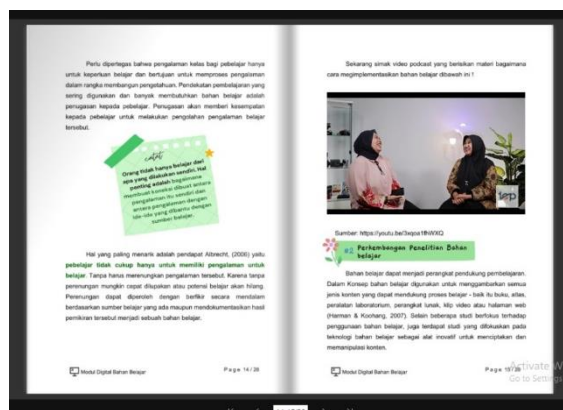 Perlu dipertegas bahwa pengalaman kelas bagi pebelajar hanya
untuk keperluan belajar dan bertujuan untuk memproses pengalaman
dalam rangka membangun pengetahuan. Pendekatan pembelajaran yang
sering digunakan dan banyak membutuhkan bahan belajar adalah
penugasan kepada pebelajar. Penugasan akan memberi kesempatan
kepada pebelajar untuk melakukan pengolahan pengalaman belajar
tersebut.
catat
Orang tidak hanya belajar dari
apa yang dilakukan sendiri. Hal
penting adalah bagaimana
membuat koneksi dibuat antara
pengalaman itu sendiri dan
antara pengalaman dengan
ide-ide yang dibantu dengan
sumber belajar.
Hal yang paling menarik adalah pendapat Albrecht, (2006) yaitu
pebelajar tidak cukup hanya untuk memiliki pengalaman untuk
belajar. Tanpa harus merenungkan pengalaman tersebut. Karena tanpa
perenungan mungkin cepat dilupakan atau potensi belajar akan hilang.
Perenungan dapat diperoleh dengan berfikir secara mendalam
berdasarkan sumber belajar yang ada maupun mendokumentasikan hasil
pemikiran tersebut menjadi sebuah bahan belajar.
Modul Digital Bahan Belajar
Page 14 / 28
Sekarang simak video podcast yang berisikan materi bagaimana
cara megimplementasikan bahan belajar dibawah ini !
sep
Sumber: https://youtu.be/
#2 Perkembangan Penelitian Bahan
belajar
Bahan belajar dapat menjadi perangkat pendukung pembelajaran.
Dalam Konsep bahan belajar digunakan untuk menggambarkan semua
jenis konten yang dapat mendukung proses belajar - baik itu buku, atlas,
peralatan laboratorium, perangkat lunak, klip video atau halaman web
(Harman & Koohang, 2007). Selain beberapa studi berfokus terhadap
penggunaan bahan belajar, juga terdapat studi yang difokuskan pada
teknologi bahan belajar sebagai alat inovatif untuk menciptakan dan
memanipulasi konten.
Modul Digital Bahan Belajar
Page 15 / 28
Activate W
Go to Settings